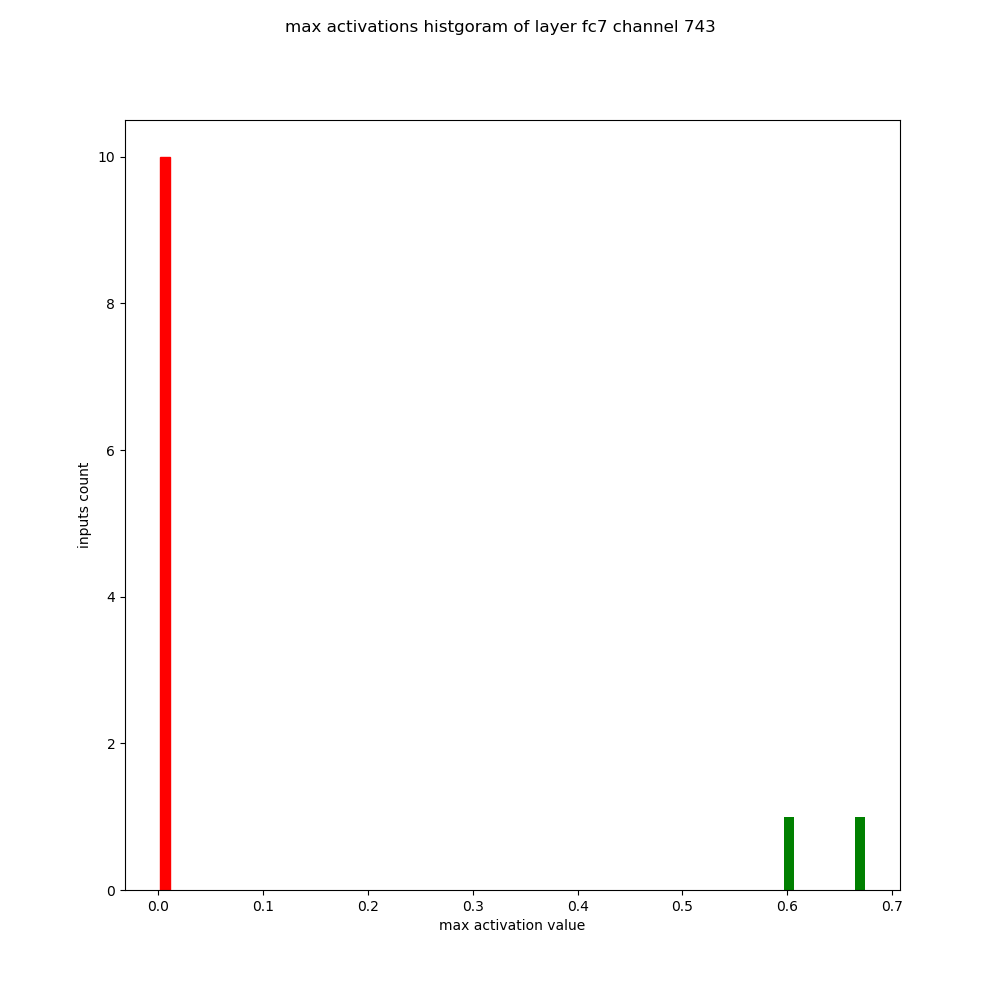 max activations histgoram of layer fc7 channel 743
10
8
6
4
2
0
inputs count
0.0 0.1 0.2 0.3 0.4 0.5 0.6 0.7
max activation value